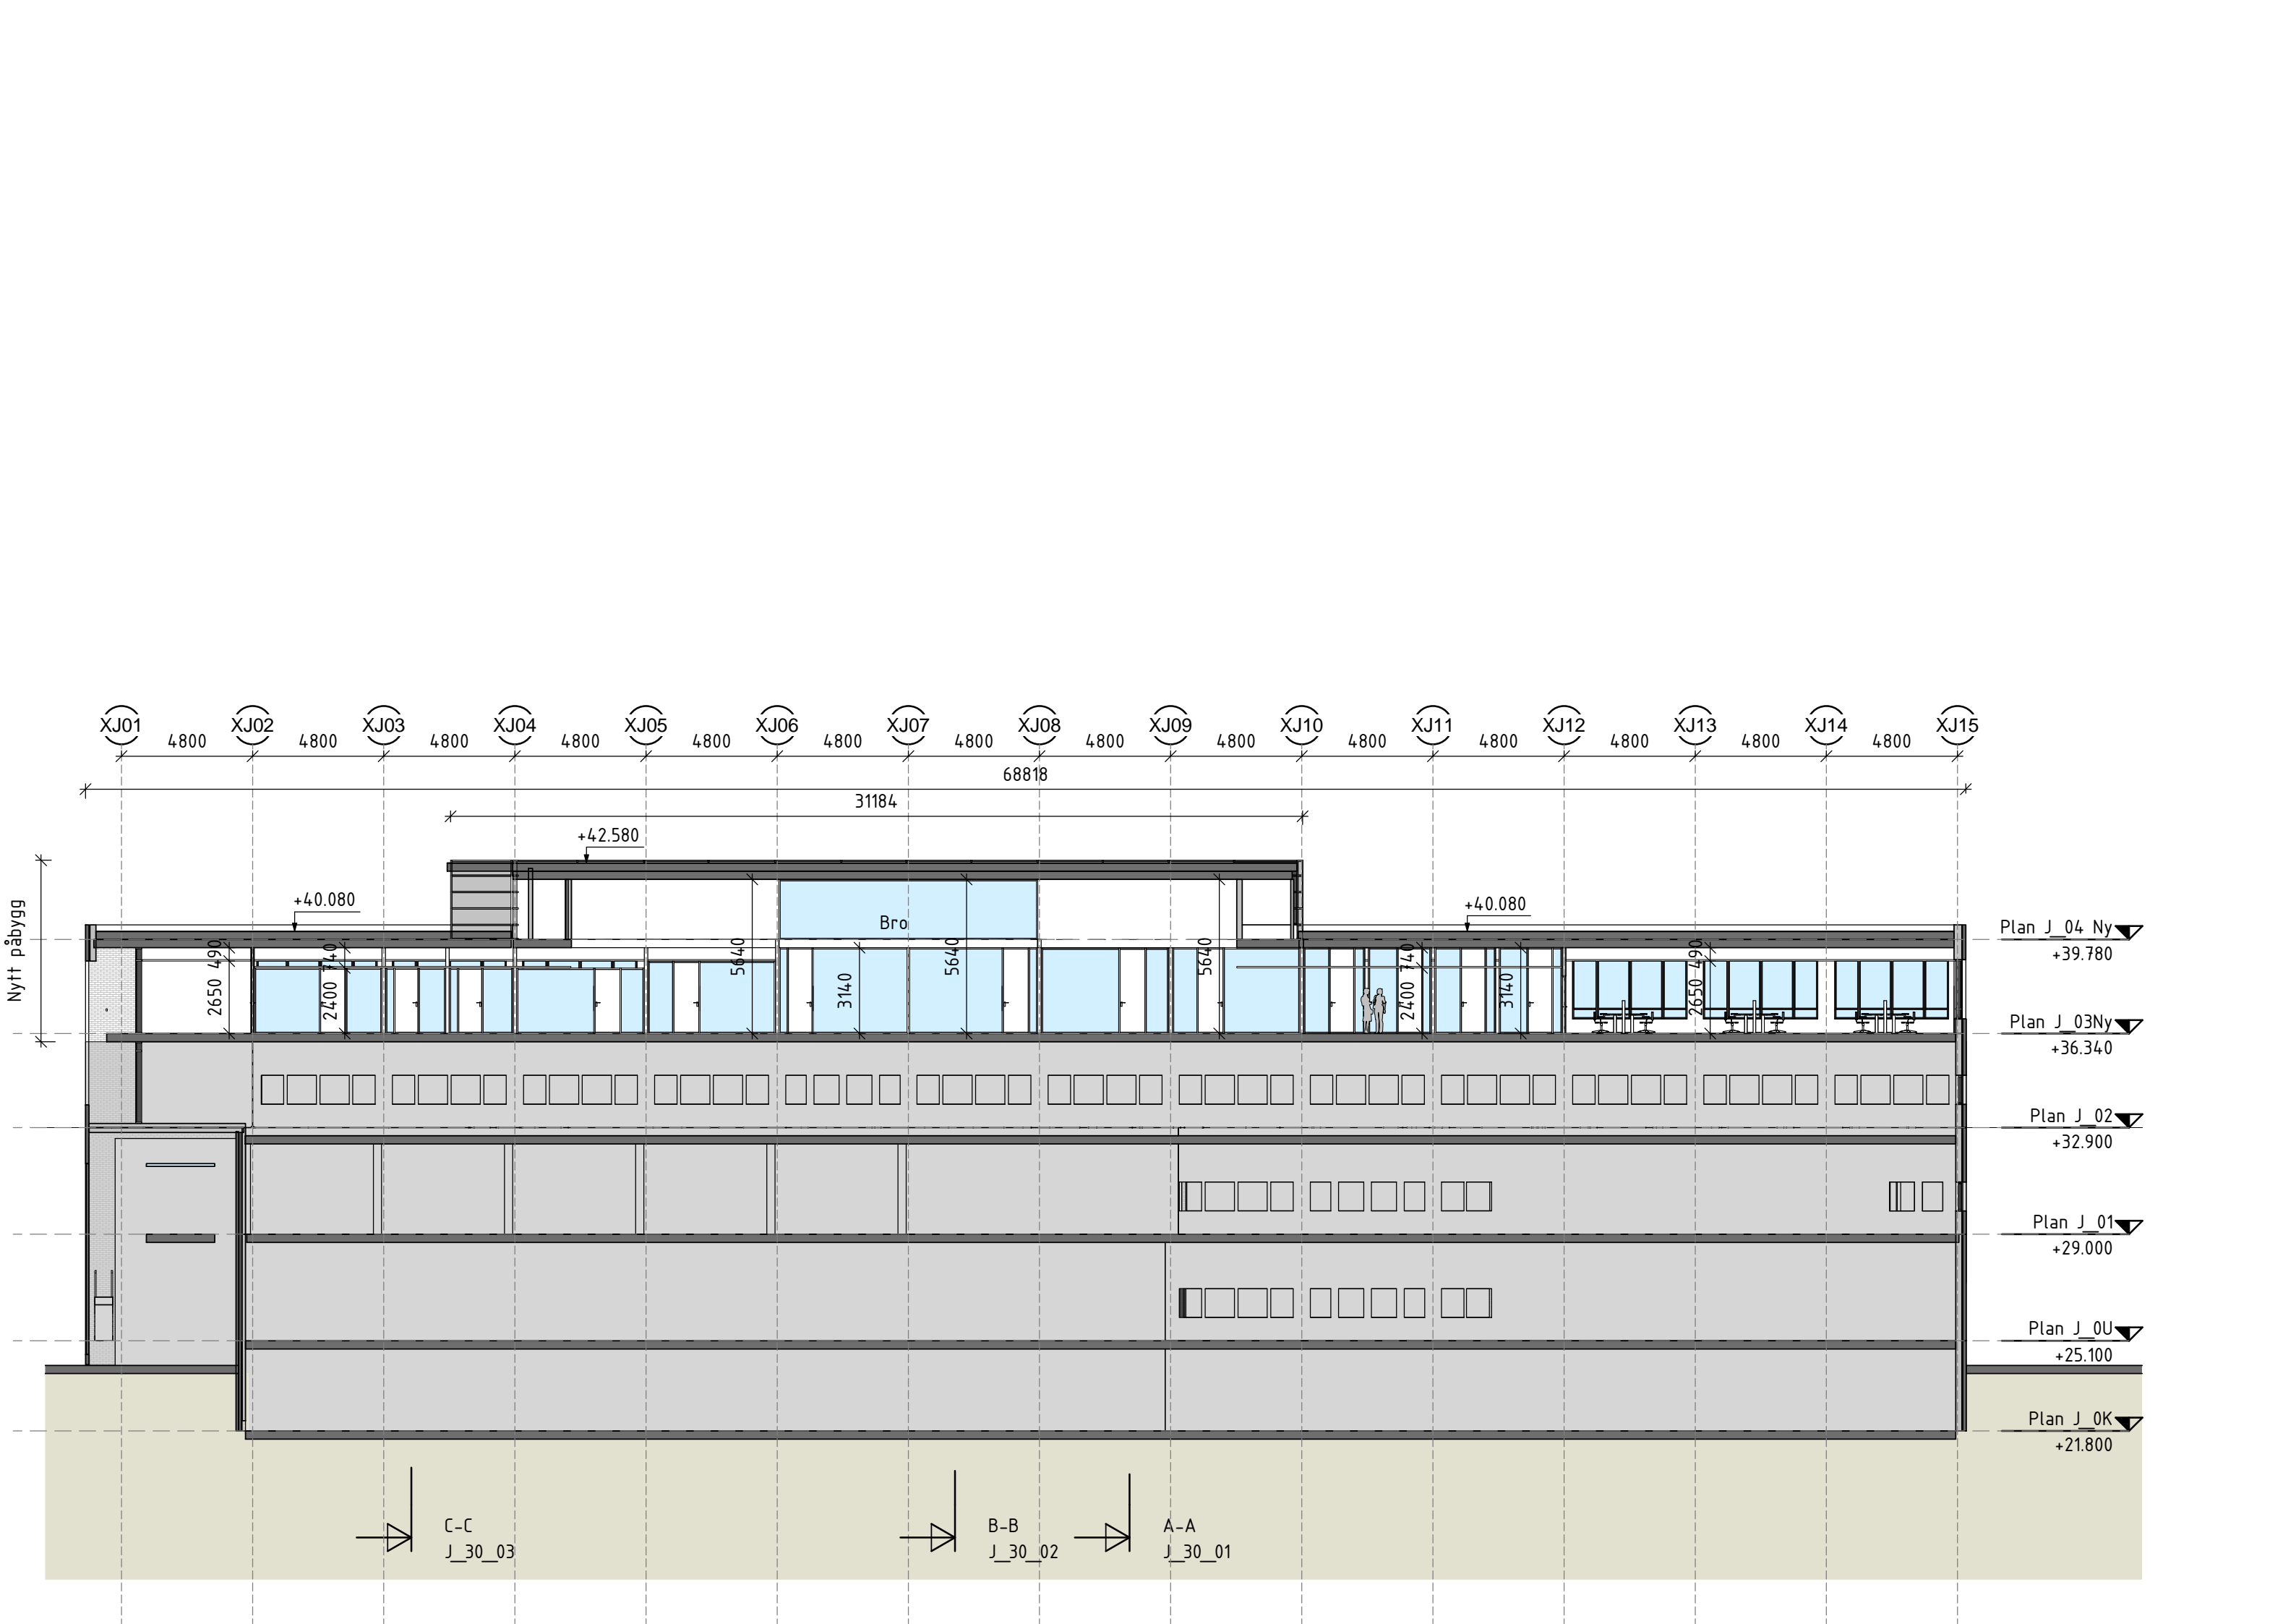 XJ01 XJ02 XJ03 XJ04 XJ05 XJ06 XJ07 XJ08 XJ09 XJ10 XJ11 XJ12 XJ13 XJ14 XJ15
4800 4800 4800 4800 4800 4800 4800 4800 4800 4800 4800 4800 4800 4800
68818
31184
+42.580
+40.080
+40.080
Nytt påbygg
Bro
2650 490
2400 740
5640
3140
5640
5640
2400 740
3140
2650 490
Plan J_04 Ny
+39.780
Plan J_03Ny
+36.340
Plan J_02
+32.900
Plan J_01
+29.000
Plan J_0U
+25.100
Plan J_0K
+21.800
C-C
J_30_03
B-B
J_30_02
A-A
J_30_01